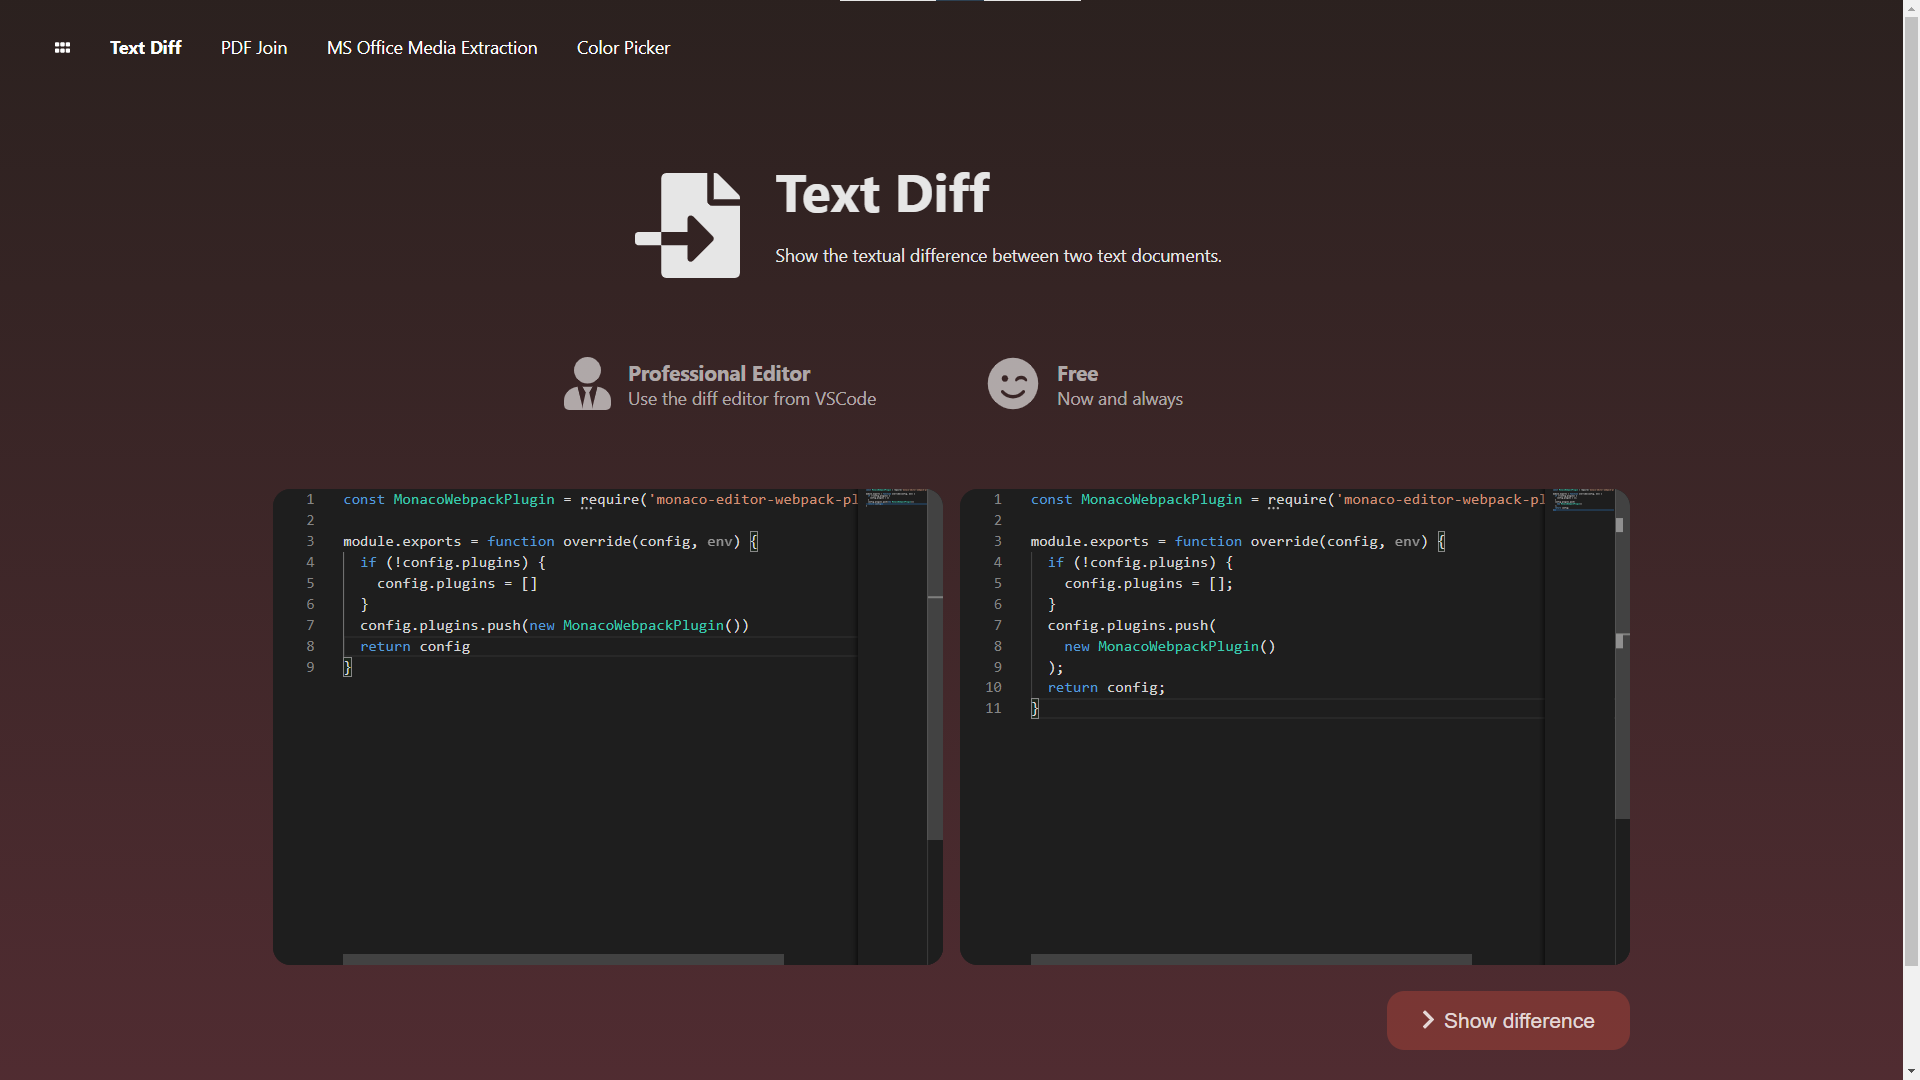 Text Diff PDF Join MS Office Media Extraction Color Picker
Text Diff
Show the textual difference between two text documents.
Professional Editor
Use the diff editor from VSCode
Free
Now and always
1 const MonacoWebpackPlugin = require('monaco-editor-webpack-pl
2
3 module.exports = function override(config, env) {
4 if (!config.plugins) {
5 config.plugins = []
6 }
7 config.plugins.push(new MonacoWebpackPlugin())
8 return config
9 }
1 const MonacoWebpackPlugin = require('monaco-editor-webpack-pl
2
3 module.exports = function override(config, env) {
4 if (!config.plugins) {
5 config.plugins = [];
6 }
7 config.plugins.push(
8 new MonacoWebpackPlugin()
9 );
10 return config;
11 }
Show difference